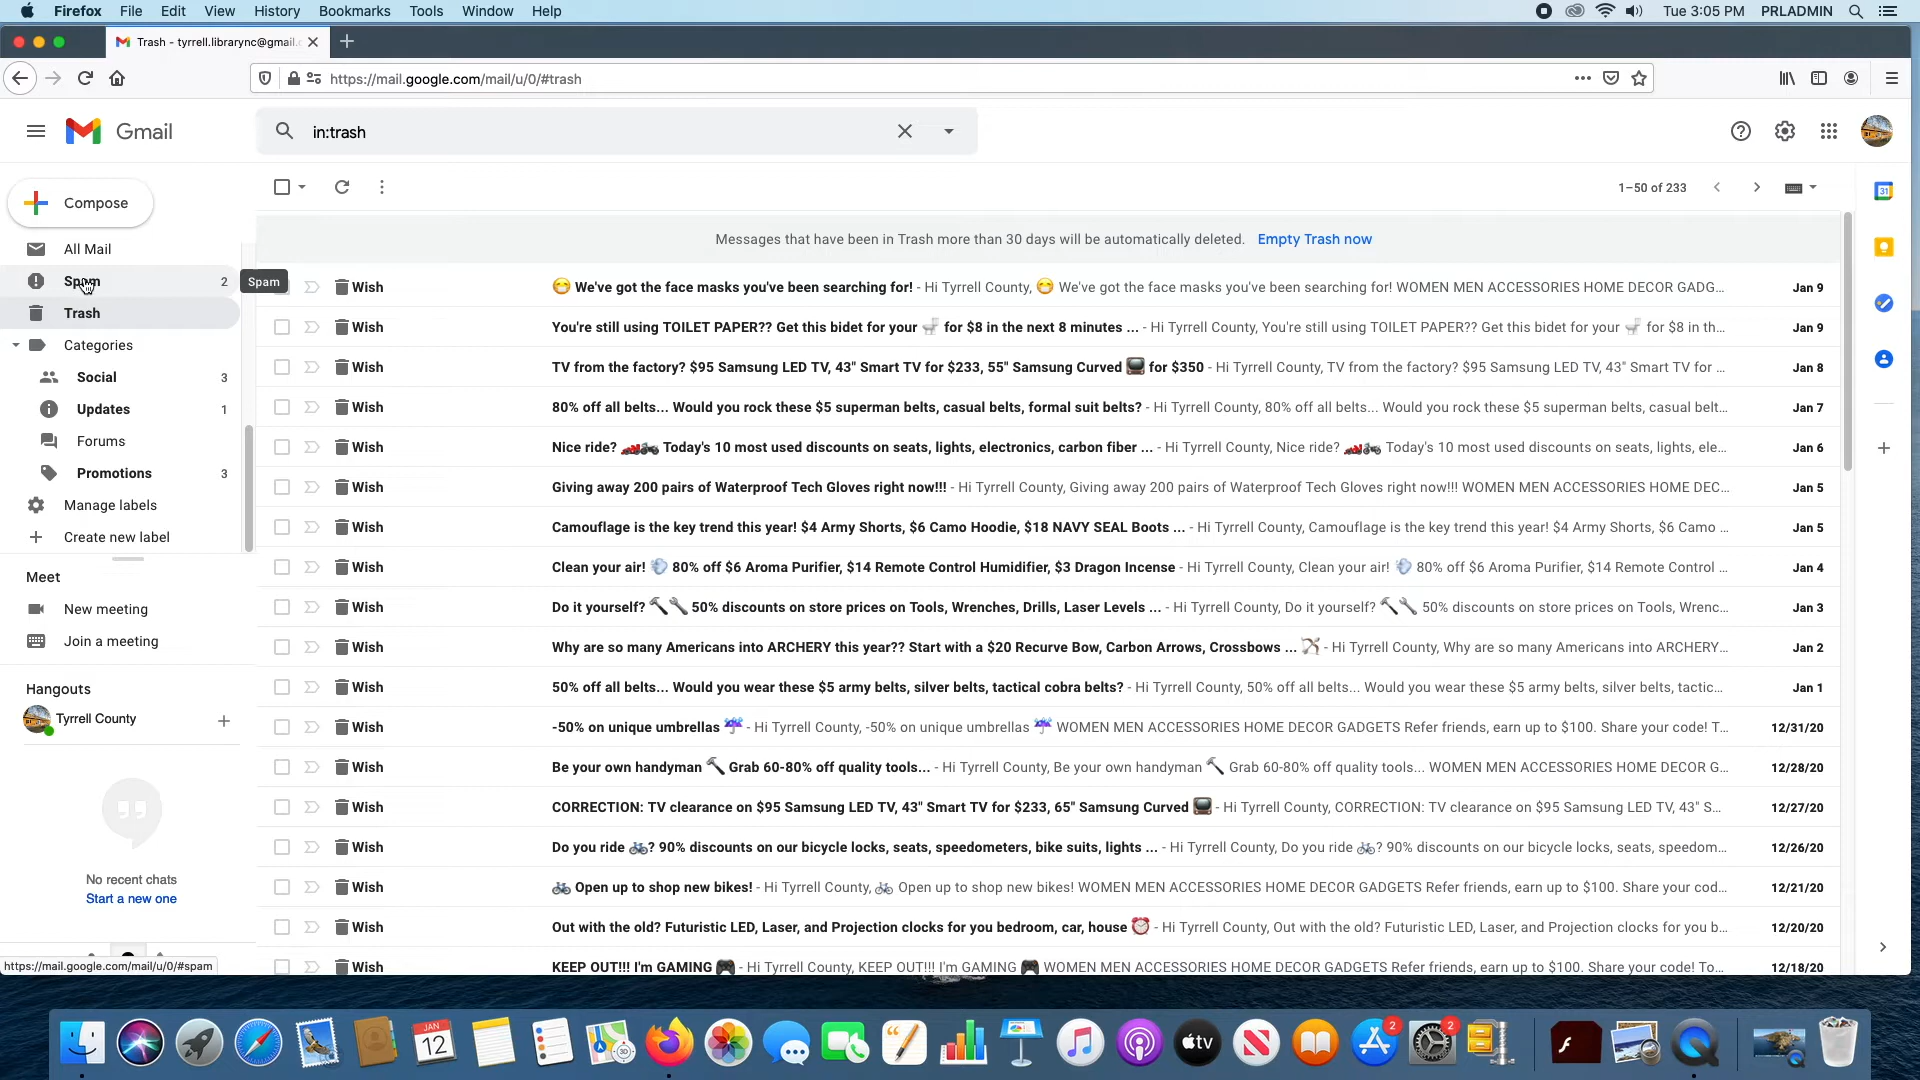 Firefox File Edit View History Bookmarks Tools Window Help Tue 3:05 PM PRLADMIN
Trash - tyrrell.librarync@gmail.c
https://mail.google.com/mail/u/0/#trash
Gmail in:trash
Compose 1–50 of 233
All Mail Messages that have been in Trash more than 30 days will be automatically deleted. Empty Trash now
Spam 2 Spam
Trash
Categories
Social 3
Updates 1
Forums
Promotions 3
Manage labels
Create new label
Meet
New meeting
Join a meeting
Hangouts
Tyrrell County
No recent chats
Start a new one
https://mail.google.com/mail/u/0/#spam
Wish 😷 We've got the face masks you've been searching for! - Hi Tyrrell County, 😷 We've got the face masks you've been searching for! WOMEN MEN ACCESSORIES HOME DECOR GADG... Jan 9
Wish You're still using TOILET PAPER?? Get this bidet for your 🚽 for $8 in the next 8 minutes ... - Hi Tyrrell County, You're still using TOILET PAPER?? Get this bidet for your 🚽 for $8 in th... Jan 9
Wish TV from the factory? $95 Samsung LED TV, 43" Smart TV for $233, 55" Samsung Curved 📺 for $350 - Hi Tyrrell County, TV from the factory? $95 Samsung LED TV, 43" Smart TV for ... Jan 8
Wish 80% off all belts... Would you rock these $5 superman belts, casual belts, formal suit belts? - Hi Tyrrell County, 80% off all belts... Would you rock these $5 superman belts, casual belt... Jan 7
Wish Nice ride? 🏎️🏍️ Today's 10 most used discounts on seats, lights, electronics, carbon fiber ... - Hi Tyrrell County, Nice ride? 🏎️🏍️ Today's 10 most used discounts on seats, lights, ele... Jan 6
Wish Giving away 200 pairs of Waterproof Tech Gloves right now!!! - Hi Tyrrell County, Giving away 200 pairs of Waterproof Tech Gloves right now!!! WOMEN MEN ACCESSORIES HOME DEC... Jan 5
Wish Camouflage is the key trend this year! $4 Army Shorts, $6 Camo Hoodie, $18 NAVY SEAL Boots ... - Hi Tyrrell County, Camouflage is the key trend this year! $4 Army Shorts, $6 Camo ... Jan 5
Wish Clean your air! 💨 80% off $6 Aroma Purifier, $14 Remote Control Humidifier, $3 Dragon Incense - Hi Tyrrell County, Clean your air! 💨 80% off $6 Aroma Purifier, $14 Remote Control ... Jan 4
Wish Do it yourself? 🔨🔧 50% discounts on store prices on Tools, Wrenches, Drills, Laser Levels ... - Hi Tyrrell County, Do it yourself? 🔨🔧 50% discounts on store prices on Tools, Wrenc... Jan 3
Wish Why are so many Americans into ARCHERY this year?? Start with a $20 Recurve Bow, Carbon Arrows, Crossbows ... 🏹 - Hi Tyrrell County, Why are so many Americans into ARCHERY... Jan 2
Wish 50% off all belts... Would you wear these $5 army belts, silver belts, tactical cobra belts? - Hi Tyrrell County, 50% off all belts... Would you wear these $5 army belts, silver belts, tactic... Jan 1
Wish -50% on unique umbrellas ☔ - Hi Tyrrell County, -50% on unique umbrellas ☔ WOMEN MEN ACCESSORIES HOME DECOR GADGETS Refer friends, earn up to $100. Share your code! T... 12/31/20
Wish Be your own handyman 🔨 Grab 60-80% off quality tools... - Hi Tyrrell County, Be your own handyman 🔨 Grab 60-80% off quality tools... WOMEN MEN ACCESSORIES HOME DECOR G... 12/28/20
Wish CORRECTION: TV clearance on $95 Samsung LED TV, 43" Smart TV for $233, 65" Samsung Curved 📺 - Hi Tyrrell County, CORRECTION: TV clearance on $95 Samsung LED TV, 43" S... 12/27/20
Wish Do you ride 🚲? 90% discounts on our bicycle locks, seats, speedometers, bike suits, lights ... - Hi Tyrrell County, Do you ride 🚲? 90% discounts on our bicycle locks, seats, speedom... 12/26/20
Wish 🚲 Open up to shop new bikes! - Hi Tyrrell County, 🚲 Open up to shop new bikes! WOMEN MEN ACCESSORIES HOME DECOR GADGETS Refer friends, earn up to $100. Share your cod... 12/21/20
Wish Out with the old? Futuristic LED, Laser, and Projection clocks for you bedroom, car, house ⏰ - Hi Tyrrell County, Out with the old? Futuristic LED, Laser, and Projection clocks for you b... 12/20/20
Wish KEEP OUT!!! I'm GAMING 🎮 - Hi Tyrrell County, KEEP OUT!!! I'm GAMING 🎮 WOMEN MEN ACCESSORIES HOME DECOR GADGETS Refer friends, earn up to $100. Share your code! To... 12/18/20
31
JAN 12 3D tv 2 2